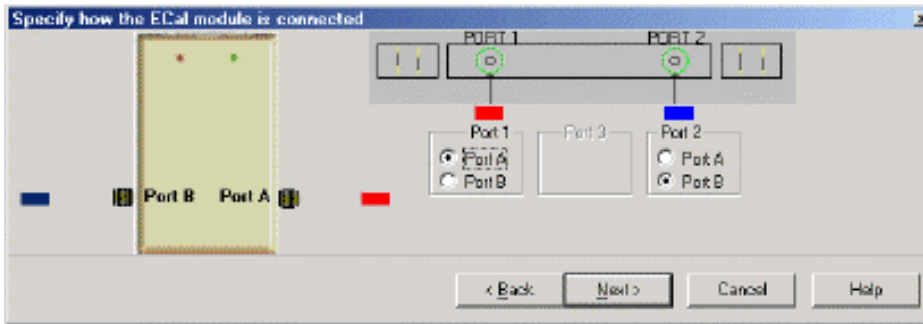 Specify how the ECal module is connected
PORT 1 PORT 2
Port 1 Port 3 Port 2
Port A Port A
Port B Port B
Port B Port A
< Back Next > Cancel Help